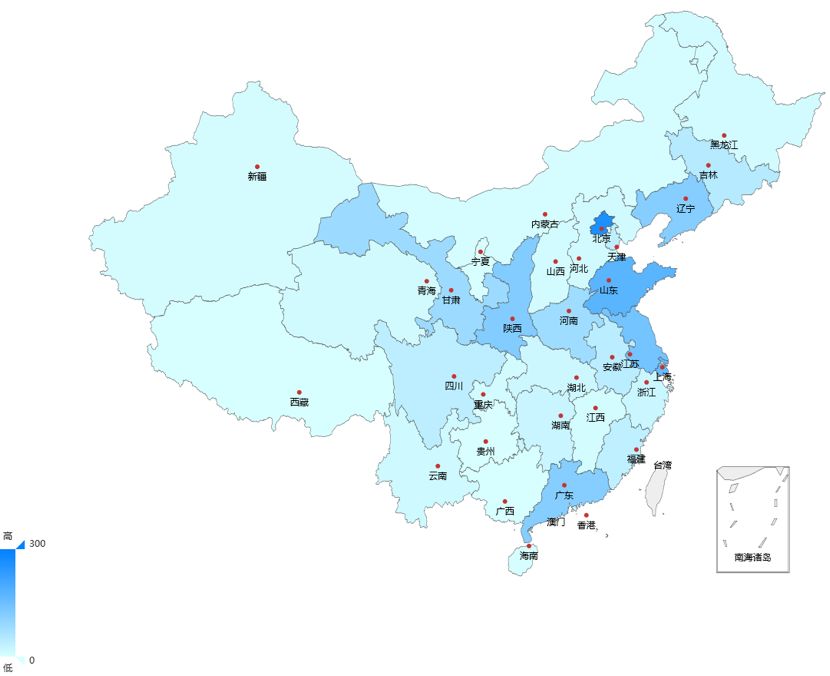 黑龙江
吉林
新疆
辽宁
内蒙古
北京
天津
宁夏
山西
河北
青海
甘肃
山东
陕西
河南
安徽
江苏
上海
四川
湖北
浙江
西藏
重庆
湖南
江西
贵州
福建
台湾
云南
广东
广西
澳门
香港
海南
南海诸岛
高
300
0
低